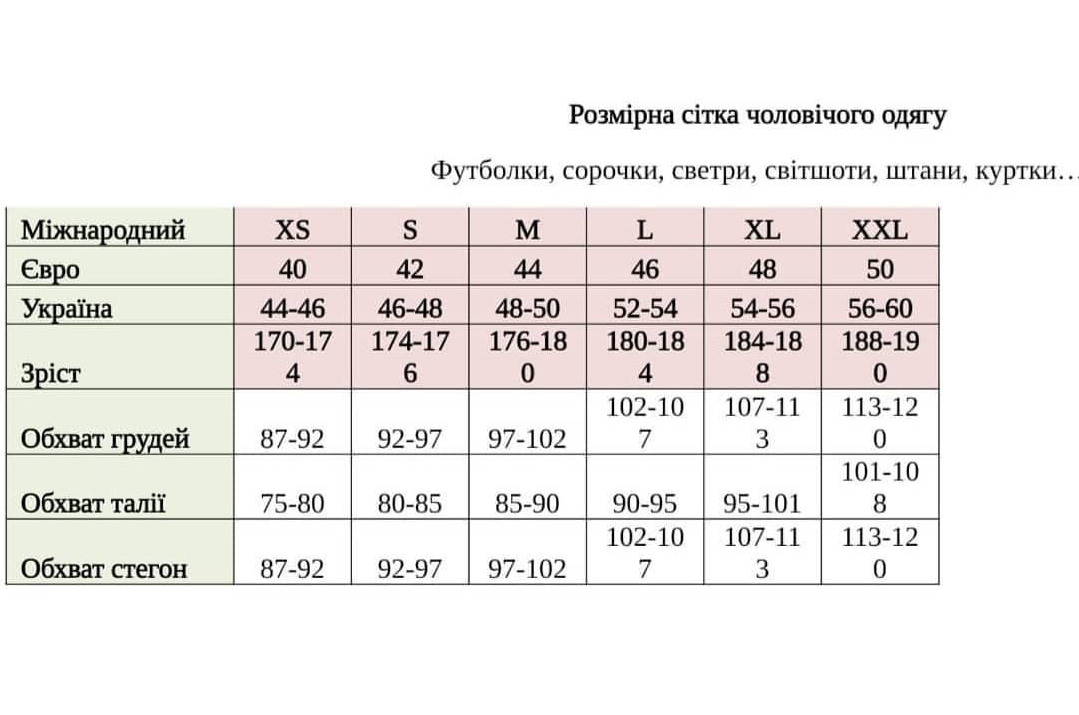 Розмірна сітка чоловічого одягу
Футболки, сорочки, светри, світшоти, штани, куртки…
Міжнародний XS S M L XL XXL
Євро 40 42 44 46 48 50
Україна 44-46 46-48 48-50 52-54 54-56 56-60
Зріст 170-174 174-176 176-180 180-184 184-188 188-190
Обхват грудей 87-92 92-97 97-102 102-107 107-113 113-120
Обхват талії 75-80 80-85 85-90 90-95 95-101 101-108
Обхват стегон 87-92 92-97 97-102 102-107 107-113 113-120